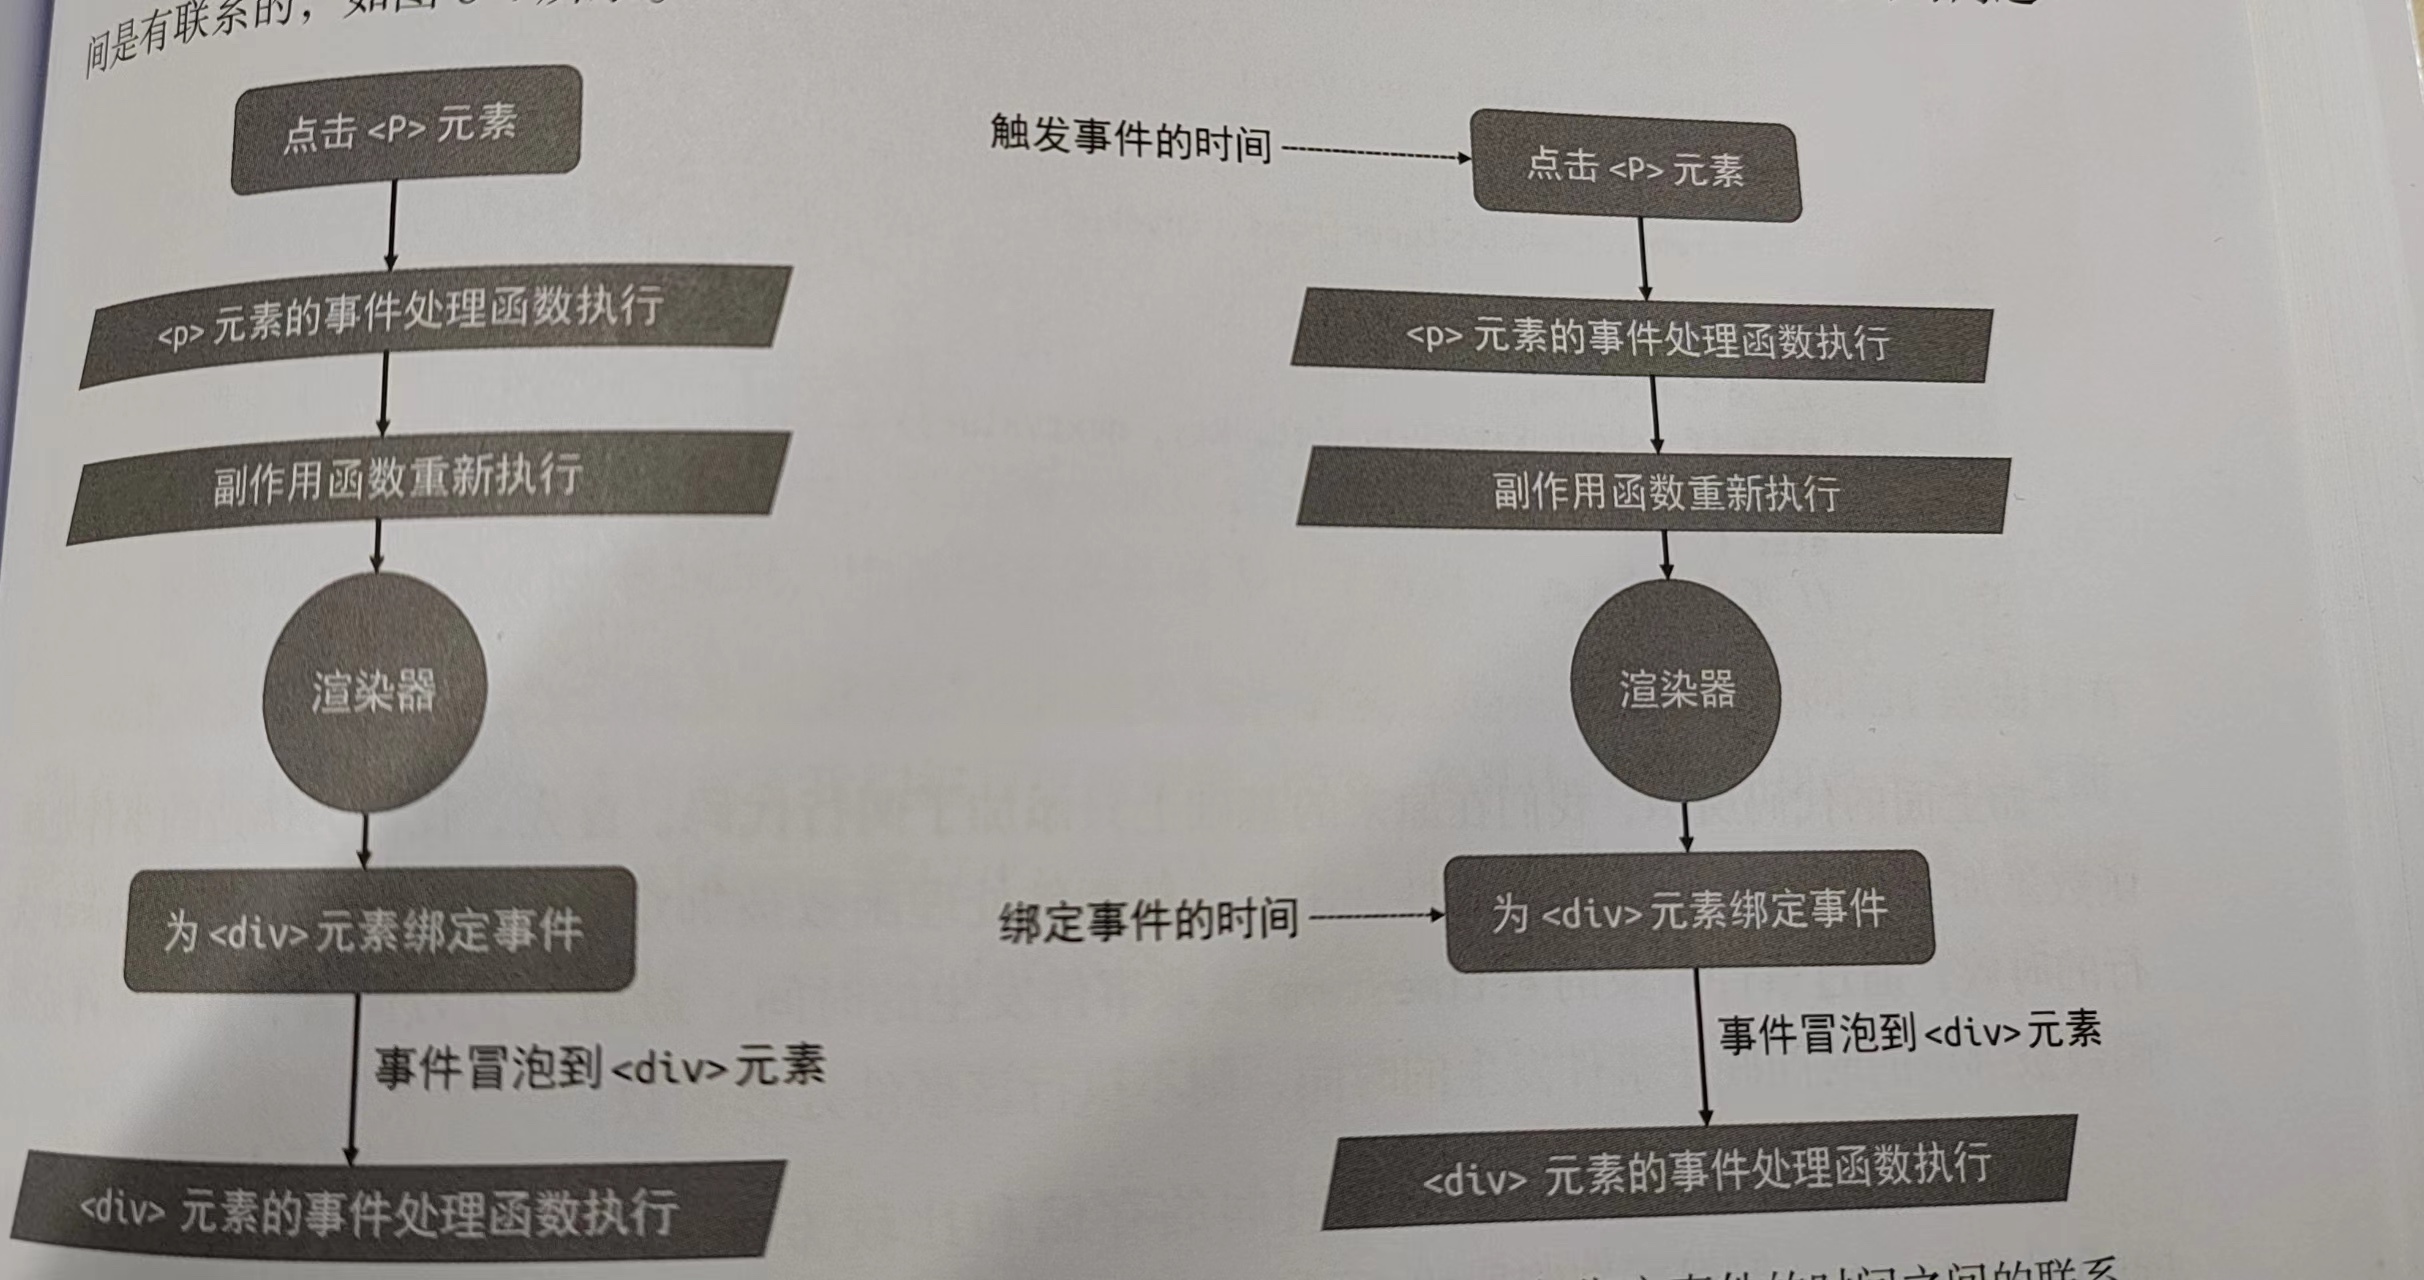 间是有联系的，如图
点击 <P> 元素
<p> 元素的事件处理函数执行
副作用函数重新执行
渲染器
为 <div> 元素绑定事件
事件冒泡到 <div> 元素
<div> 元素的事件处理函数执行
触发事件的时间
点击 <P> 元素
<p> 元素的事件处理函数执行
副作用函数重新执行
渲染器
绑定事件的时间
为 <div> 元素绑定事件
事件冒泡到 <div> 元素
<div> 元素的事件处理函数执行
事件的时间之间的联系